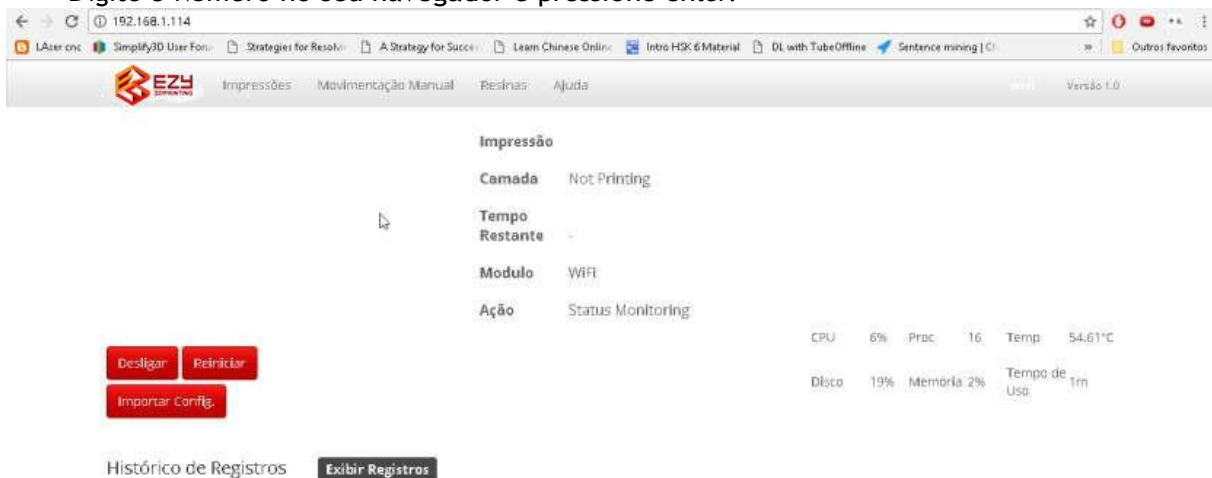 Digite o Número no seu navegador e pressione enter.
192.168.1.114
LAser cnc Simplify3D User Foru Strategies for Resolv A Strategy for Succe Learn Chinese Online Intro HSK 6 Material DL with TubeOffline Sentence mining | Ch » Outros favoritos
EZY 3DPRINTING Impressões Movimentação Manual Resinas Ajuda Versão 1.0
Impressão
Camada Not Printing
Tempo
Restante -
Modulo WiFi
Ação Status Monitoring
CPU 6% Proc 16 Temp 54.61°C
Desligar Reiniciar
Disco 19% Memória 2% Tempo de Uso 1m
Importar Config.
Histórico de Registros Exibir Registros